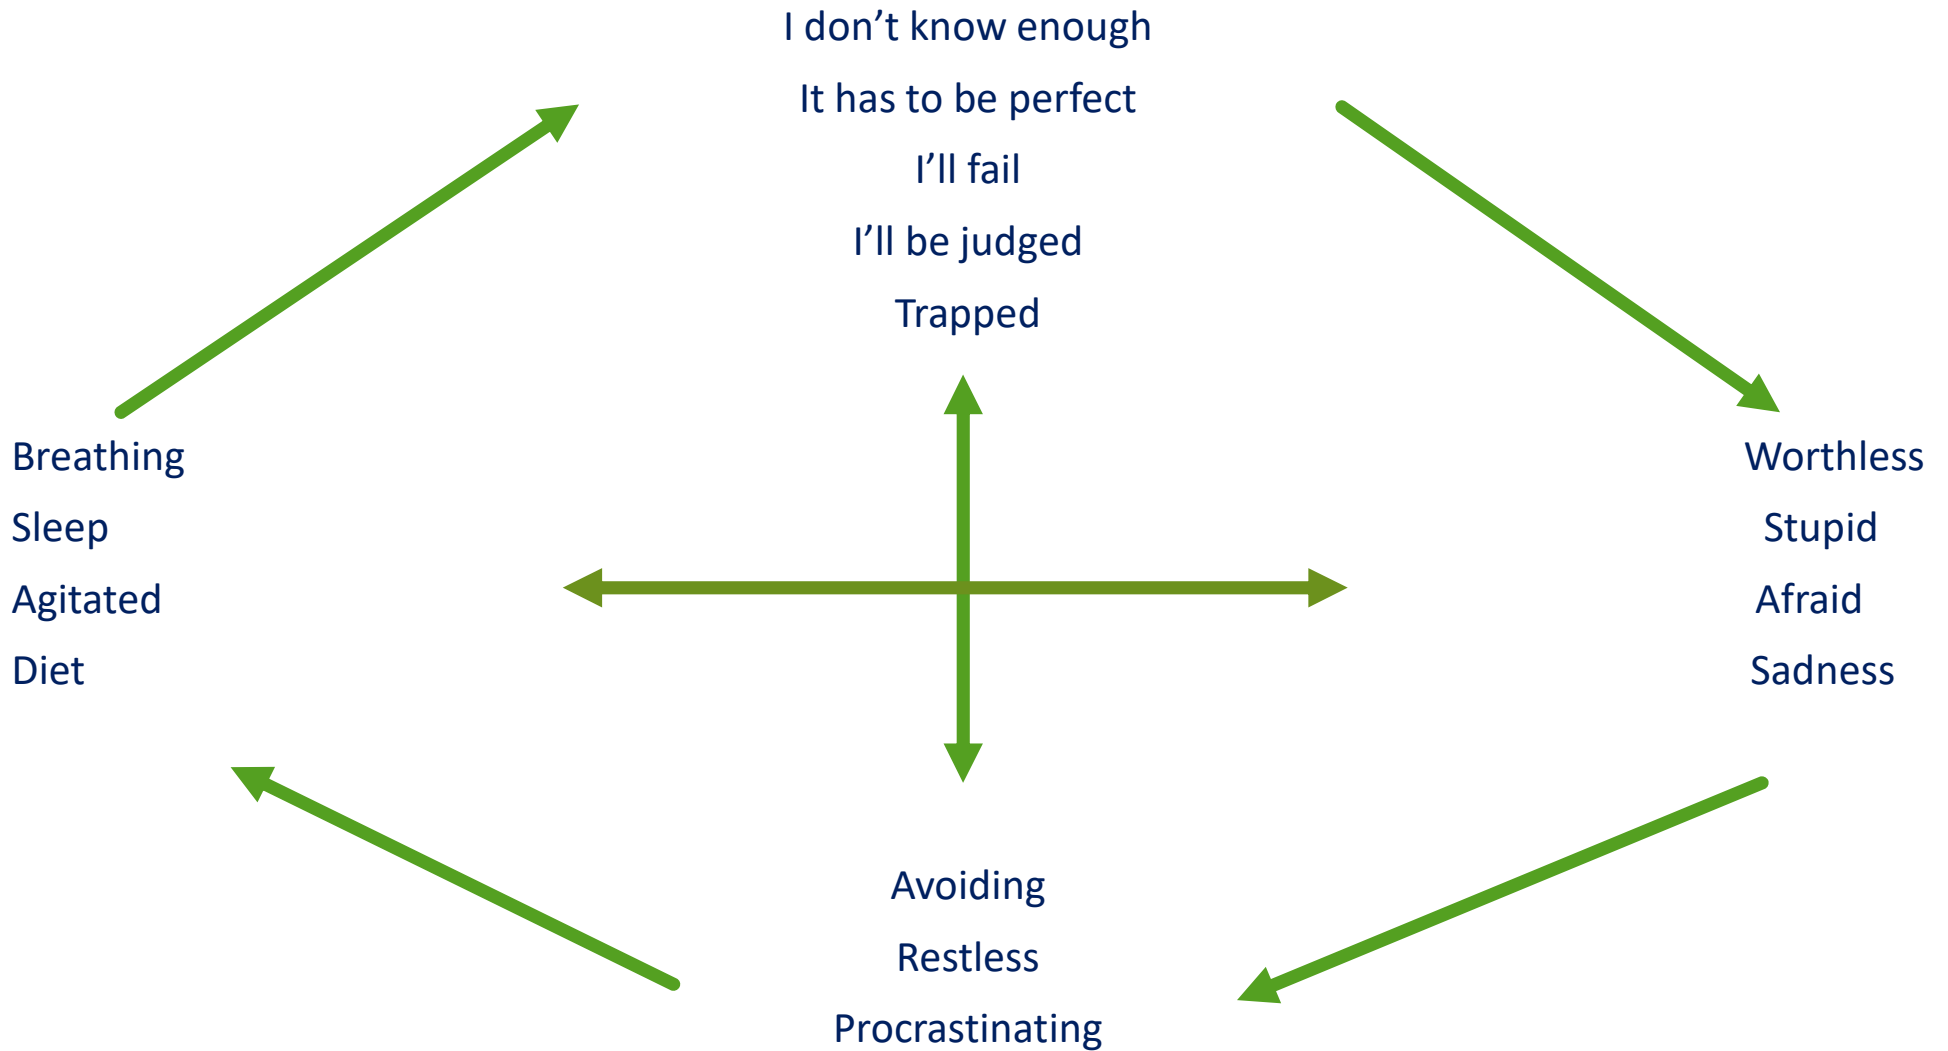 I don’t know enough
It has to be perfect
I’ll fail
I’ll be judged
Trapped
Breathing
Sleep
Agitated
Diet
Worthless
Stupid
Afraid
Sadness
Avoiding
Restless
Procrastinating